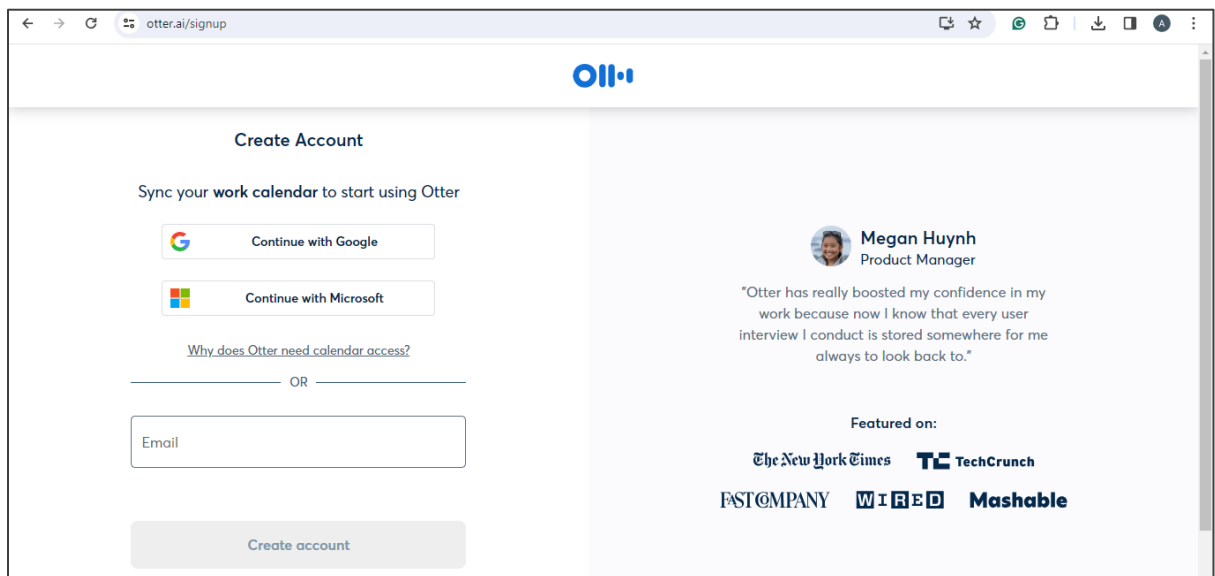 otter.ai/signup
A
Create Account
Sync your work calendar to start using Otter
Continue with Google
Continue with Microsoft
Why does Otter need calendar access?
OR
Email
Create account
Megan Huynh
Product Manager
"Otter has really boosted my confidence in my
work because now I know that every user
interview I conduct is stored somewhere for me
always to look back to."
Featured on:
The New York Times TechCrunch
FAST COMPANY WIRED Mashable